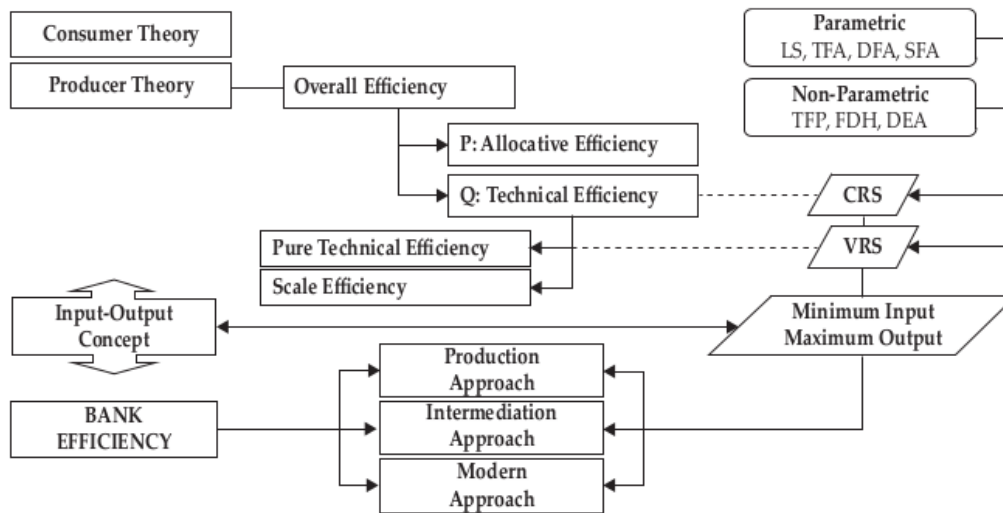 Consumer Theory
Producer Theory
Overall Efficiency
P: Allocative Efficiency
Q: Technical Efficiency
Pure Technical Efficiency
Scale Efficiency
Parametric
LS, TFA, DFA, SFA
Non-Parametric
TFP, FDH, DEA
CRS
VRS
Input-Output
Concept
Minimum Input
Maximum Output
Production
Approach
BANK
EFFICIENCY
Intermediation
Approach
Modern
Approach